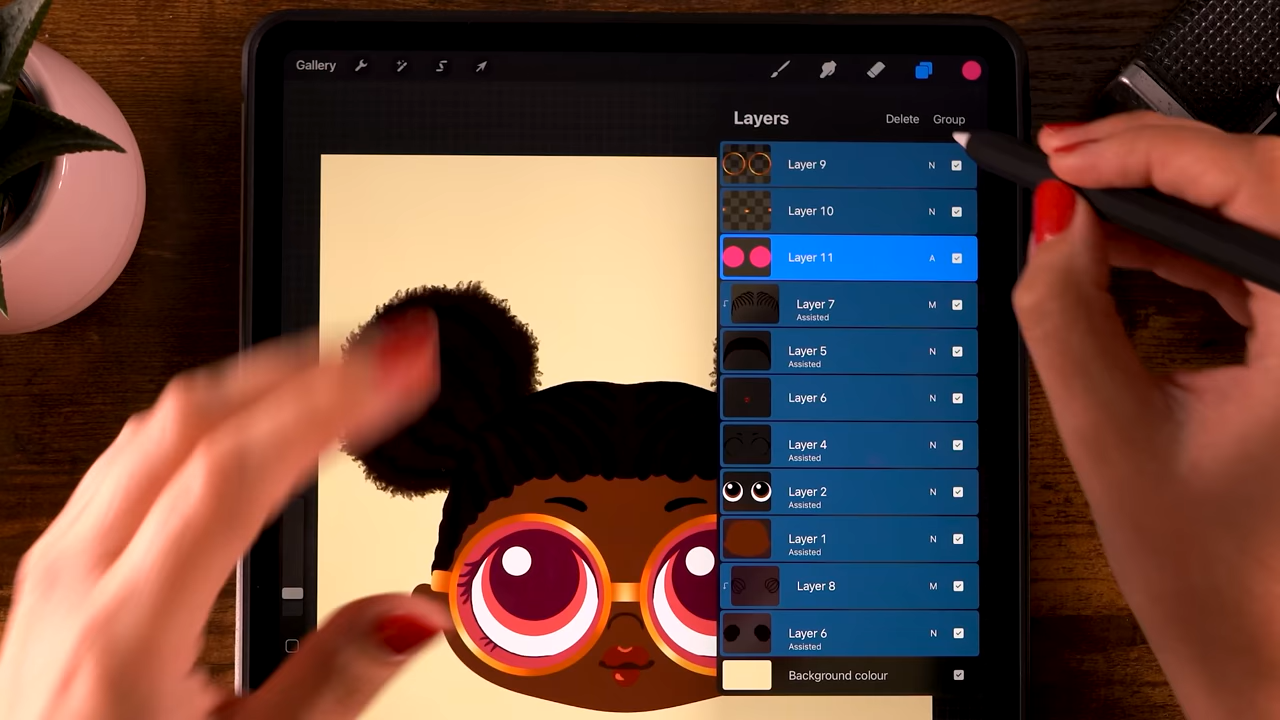 Gallery
Layers
Delete
Group
Layer 9
N
Layer 10
N
Layer 11
A
Layer 7
M
Assisted
Layer 5
N
Assisted
Layer 6
N
Layer 4
N
Assisted
Layer 2
N
Assisted
Layer 1
N
Assisted
Layer 8
M
Layer 6
N
Assisted
Background colour